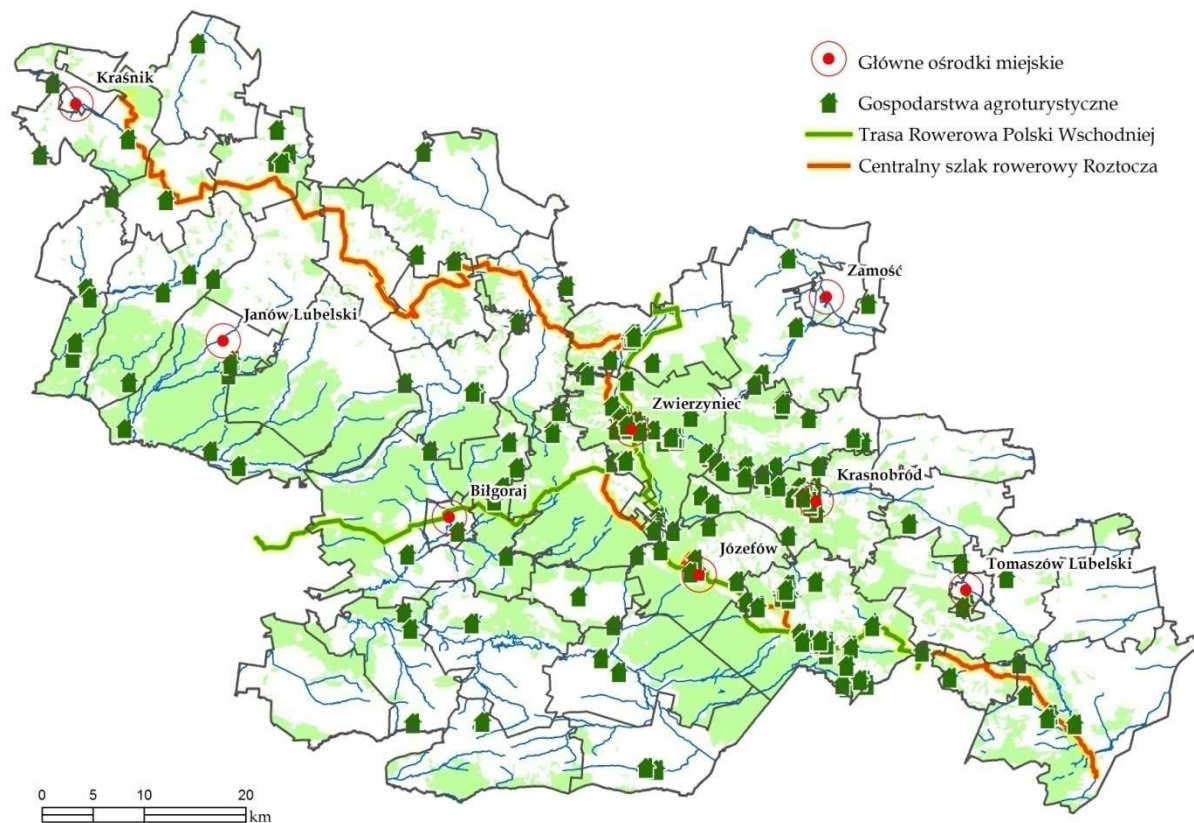 Kraśnik
Główne ośrodki miejskie
Gospodarstwa agroturystyczne
Trasa Rowerowa Polski Wschodniej
Centralny szlak rowerowy Roztocza
Zamość
Janów Lubelski
Zwierzyniec
Krasnobród
Biłgoraj
Józefów
Tomaszów Lubelski
0 5 10 20
km